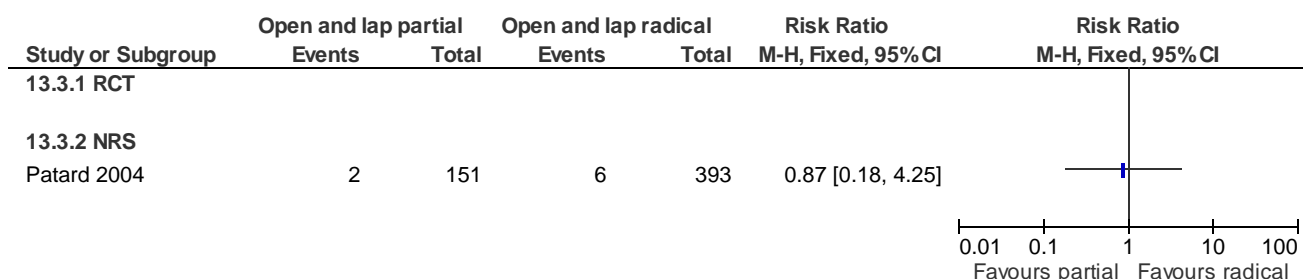 Open and lap partial Open and lap radical Risk Ratio Risk Ratio
Study or Subgroup Events Total Events Total M-H, Fixed, 95% CI M-H, Fixed, 95% CI
13.3.1 RCT
13.3.2 NRS
Patard 2004 2 151 6 393 0.87 [0.18, 4.25]
0.01 0.1 1 10 100
Favours partial Favours radical